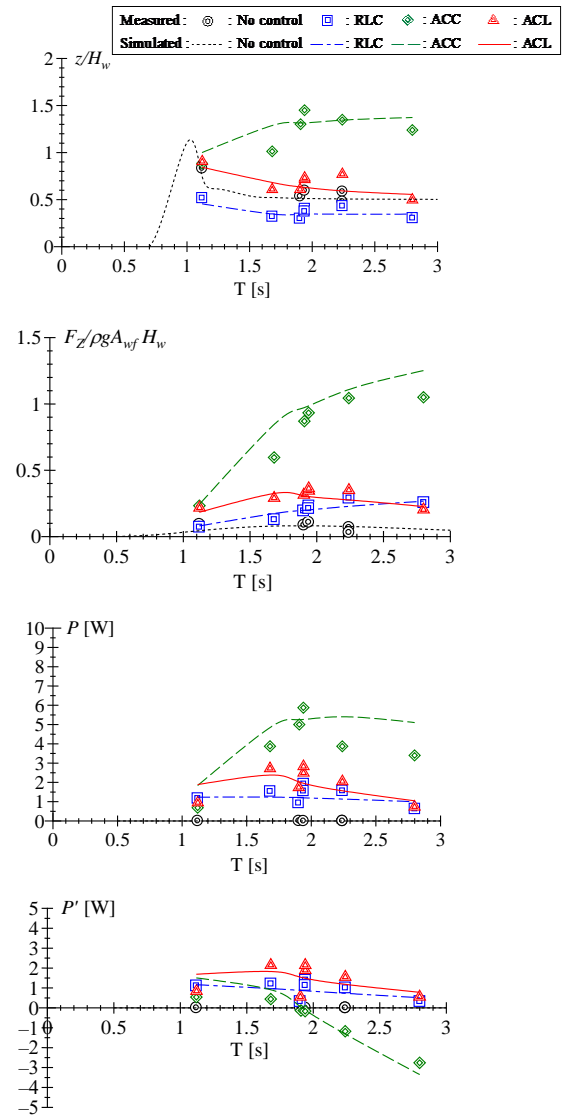 Measured : : No control : RLC : ACC : ACL
Simulated : : No control : RLC : ACC : ACL
z/H_w
2
1.5
1
0.5
0
0 0.5 1 1.5 2 2.5 3
T [s]
F_Z/ρgA_wf H_w
1.5
1
0.5
0
0 0.5 1 1.5 2 2.5 3
T [s]
P [W]
10
9
8
7
6
5
4
3
2
1
0
0 0.5 1 1.5 2 2.5 3
T [s]
P′ [W]
5
4
3
2
1
0
−1
−2
−3
−4
−5
0 0.5 1 1.5 2 2.5 3
T [s]